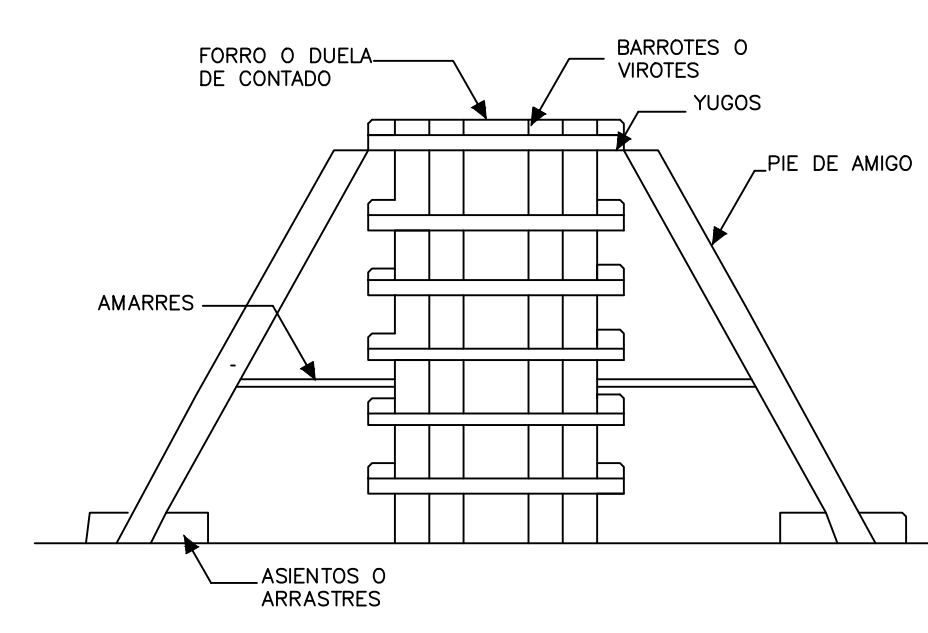 FORRO O DUELA
DE CONTADO
BARROTES O
VIROTES
YUGOS
PIE DE AMIGO
AMARRES
ASIENTOS O
ARRASTRES